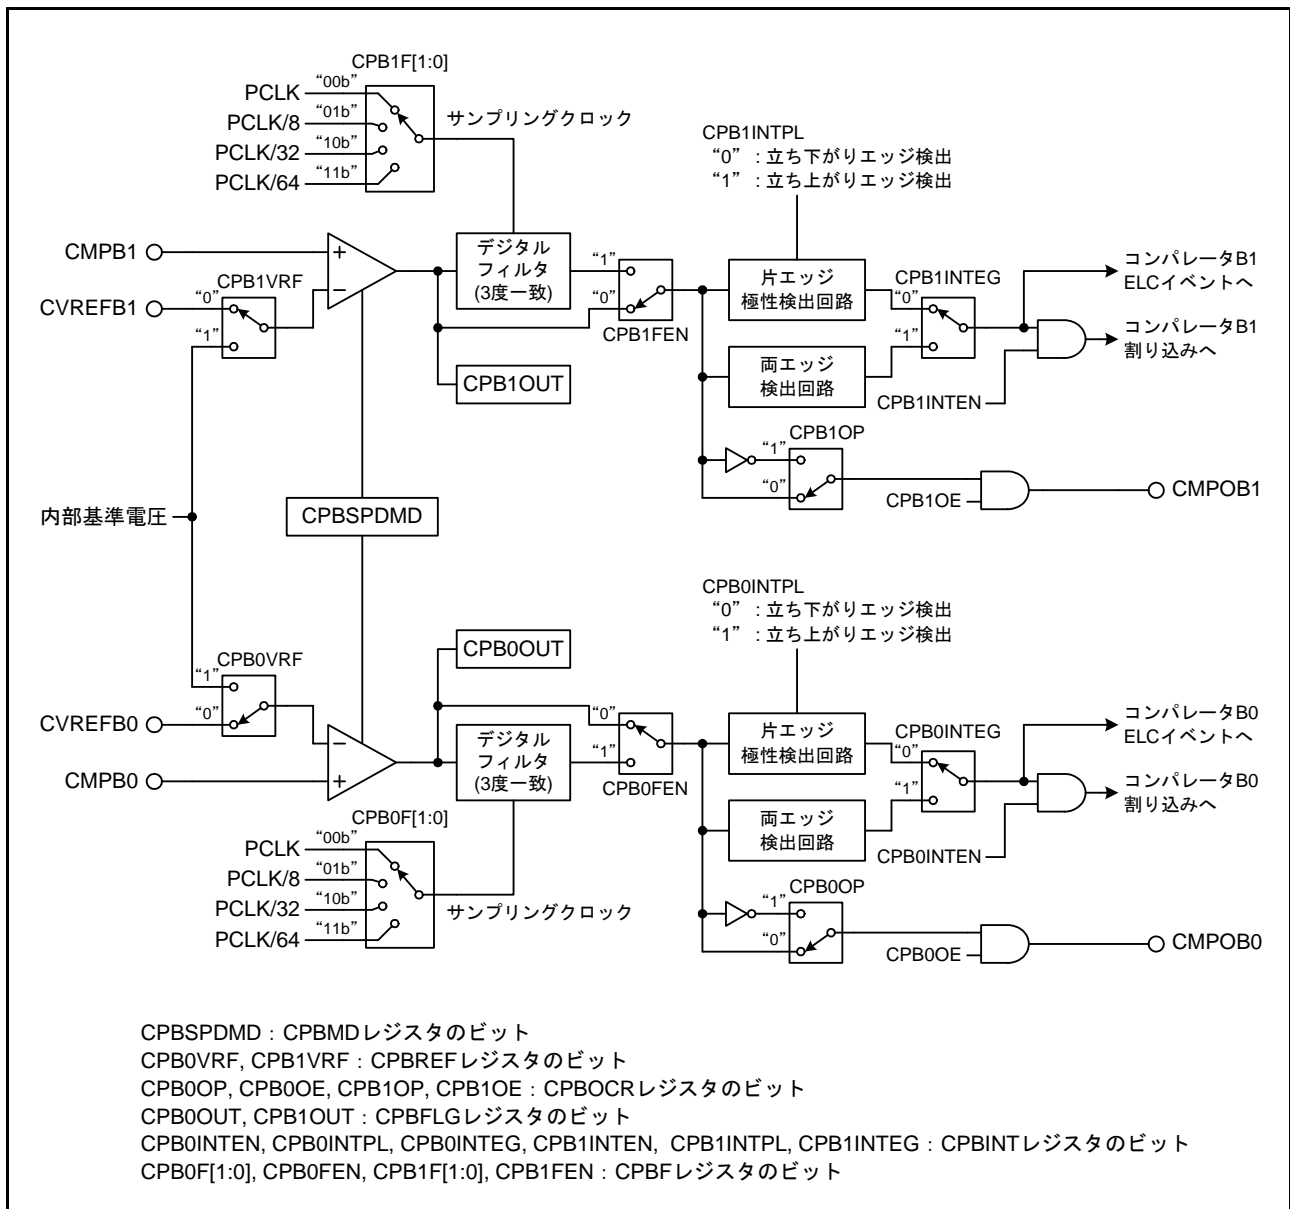 CPB1F[1:0]
PCLK “00b”
PCLK/8 “01b”
PCLK/32 “10b”
PCLK/64 “11b”
サンプリングクロック
CPB1INTPL
“0” : 立ち下がりエッジ検出
“1” : 立ち上がりエッジ検出
CMPB1
+
−
CPB1VRF
CVREFB1 “0”
“1”
デジタル
フィルタ
(3度一致)
“1”
“0”
CPB1FEN
CPB1OUT
片エッジ
極性検出回路
両エッジ
検出回路
CPB1INTEG
“0”
“1”
CPB1INTEN
コンパレータB1
ELCイベントへ
コンパレータB1
割り込みへ
CPB1OP
“1”
“0”
CPB1OE
CMPOB1
内部基準電圧
CPBSPDMD
CPB0INTPL
“0” : 立ち下がりエッジ検出
“1” : 立ち上がりエッジ検出
CPB0OUT
CPB0VRF
“1”
CVREFB0 “0”
CMPB0
−
+
デジタル
フィルタ
(3度一致)
“0”
“1”
CPB0FEN
片エッジ
極性検出回路
両エッジ
検出回路
CPB0INTEG
“0”
“1”
CPB0INTEN
コンパレータB0
ELCイベントへ
コンパレータB0
割り込みへ
CPB0F[1:0]
PCLK “00b”
PCLK/8 “01b”
PCLK/32 “10b”
PCLK/64 “11b”
サンプリングクロック
CPB0OP
“1”
“0”
CPB0OE
CMPOB0
CPBSPDMD : CPBMDレジスタのビット
CPB0VRF, CPB1VRF : CPBREFレジスタのビット
CPB0OP, CPB0OE, CPB1OP, CPB1OE : CPBOCRレジスタのビット
CPB0OUT, CPB1OUT : CPBFLGレジスタのビット
CPB0INTEN, CPB0INTPL, CPB0INTEG, CPB1INTEN, CPB1INTPL, CPB1INTEG : CPBINTレジスタのビット
CPB0F[1:0], CPB0FEN, CPB1F[1:0], CPB1FEN : CPBFレジスタのビット